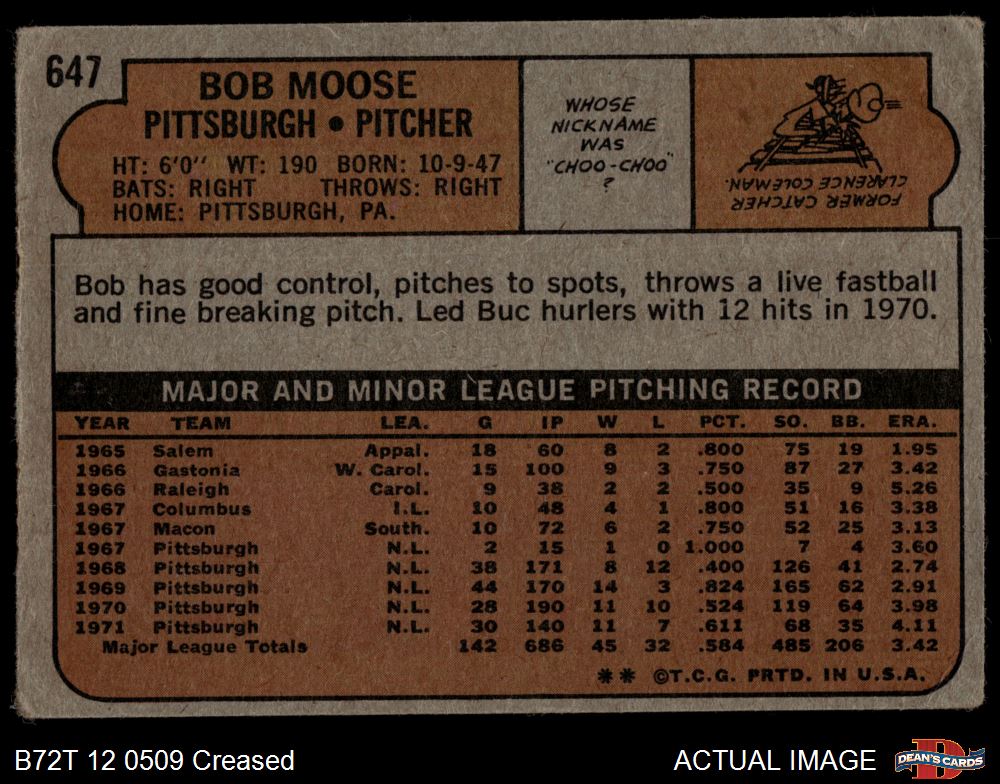 647
BOB MOOSE
PITTSBURGH • PITCHER
HT: 6'0'' WT: 190 BORN: 10-9-47
BATS: RIGHT THROWS: RIGHT
HOME: PITTSBURGH, PA.
WHOSE
NICKNAME
WAS
"CHOO-CHOO"
?
FORMER CATCHER
CLARENCE COLEMAN.
Bob has good control, pitches to spots, throws a live fastball
and fine breaking pitch. Led Buc hurlers with 12 hits in 1970.
MAJOR AND MINOR LEAGUE PITCHING RECORD
YEAR TEAM LEA. G IP W L PCT. SO. BB. ERA.
1965 Salem Appal. 18 60 8 2 .800 75 19 1.95
1966 Gastonia W. Carol. 15 100 9 3 .750 87 27 3.42
1966 Raleigh Carol. 9 38 2 2 .500 35 9 5.26
1967 Columbus I.L. 10 48 4 1 .800 51 16 3.38
1967 Macon South. 10 72 6 2 .750 52 25 3.13
1967 Pittsburgh N.L. 2 15 1 0 1.000 7 4 3.60
1968 Pittsburgh N.L. 38 171 8 12 .400 126 41 2.74
1969 Pittsburgh N.L. 44 170 14 3 .824 165 62 2.91
1970 Pittsburgh N.L. 28 190 11 10 .524 119 64 3.98
1971 Pittsburgh N.L. 30 140 11 7 .611 68 35 4.11
Major League Totals 142 686 45 32 .584 485 206 3.42
** ©T.C.G. PRTD. IN U.S.A.
B72T 12 0509 Creased
ACTUAL IMAGE
DEAN'S CARDS